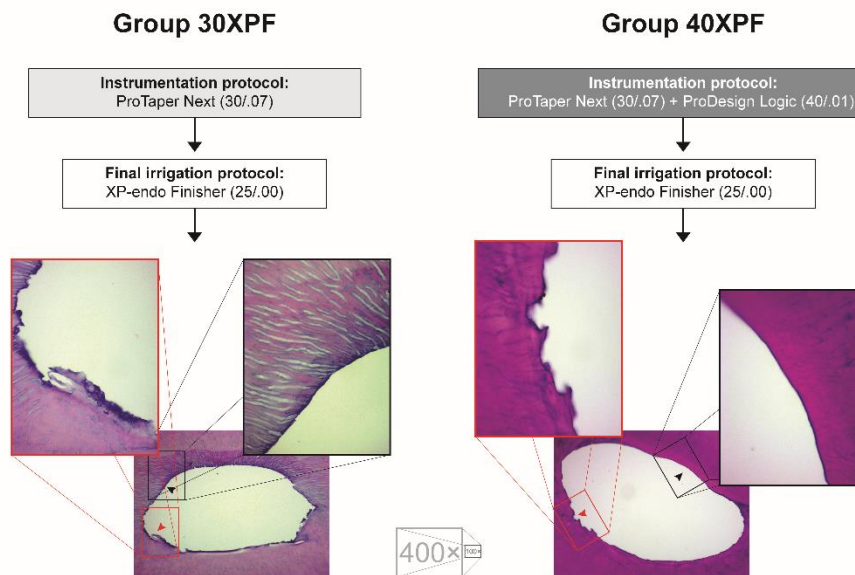 Group 30XPF
Instrumentation protocol:
ProTaper Next (30/.07)
Final irrigation protocol:
XP-endo Finisher (25/.00)
Group 40XPF
Instrumentation protocol:
ProTaper Next (30/.07) + ProDesign Logic (40/.01)
Final irrigation protocol:
XP-endo Finisher (25/.00)
400×
100×